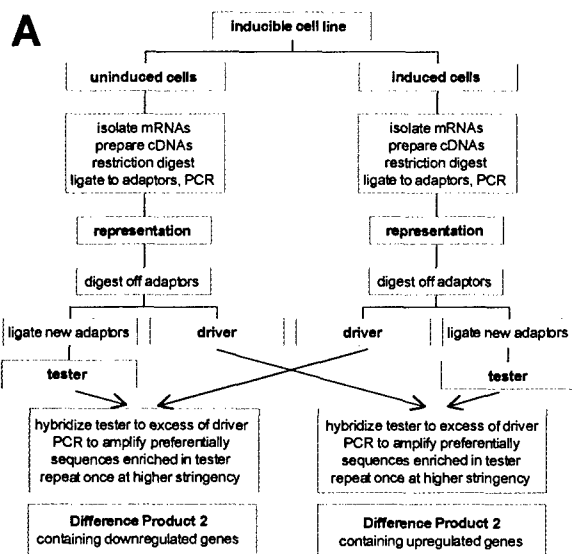 A
inducible cell line
uninduced cells
induced cells
isolate mRNAs
prepare cDNAs
restriction digest
ligate to adaptors, PCR
isolate mRNAs
prepare cDNAs
restriction digest
ligate to adaptors, PCR
representation
representation
digest off adaptors
digest off adaptors
ligate new adaptors
driver
driver
ligate new adaptors
tester
tester
hybridize tester to excess of driver
PCR to amplify preferentially
sequences enriched in tester
repeat once at higher stringency
hybridize tester to excess of driver
PCR to amplify preferentially
sequences enriched in tester
repeat once at higher stringency
Difference Product 2
containing downregulated genes
Difference Product 2
containing upregulated genes